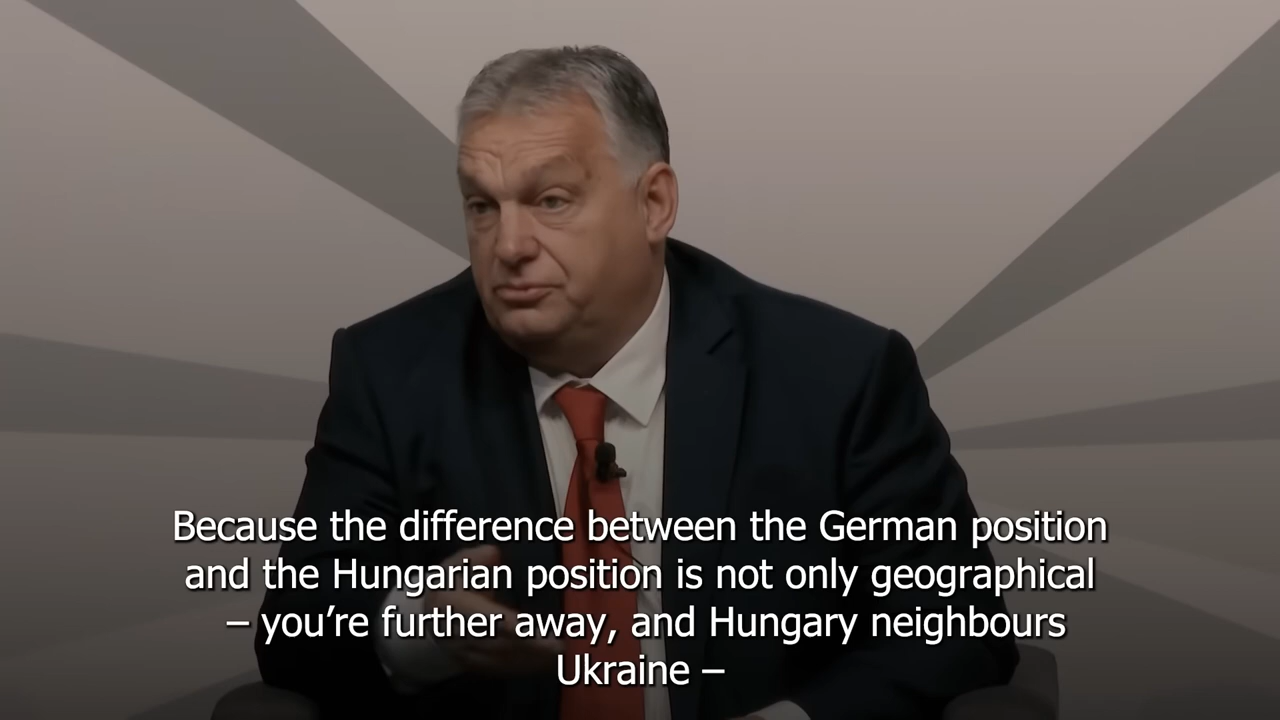 Because the difference between the German position
and the Hungarian position is not only geographical
– you’re further away, and Hungary neighbours
Ukraine –